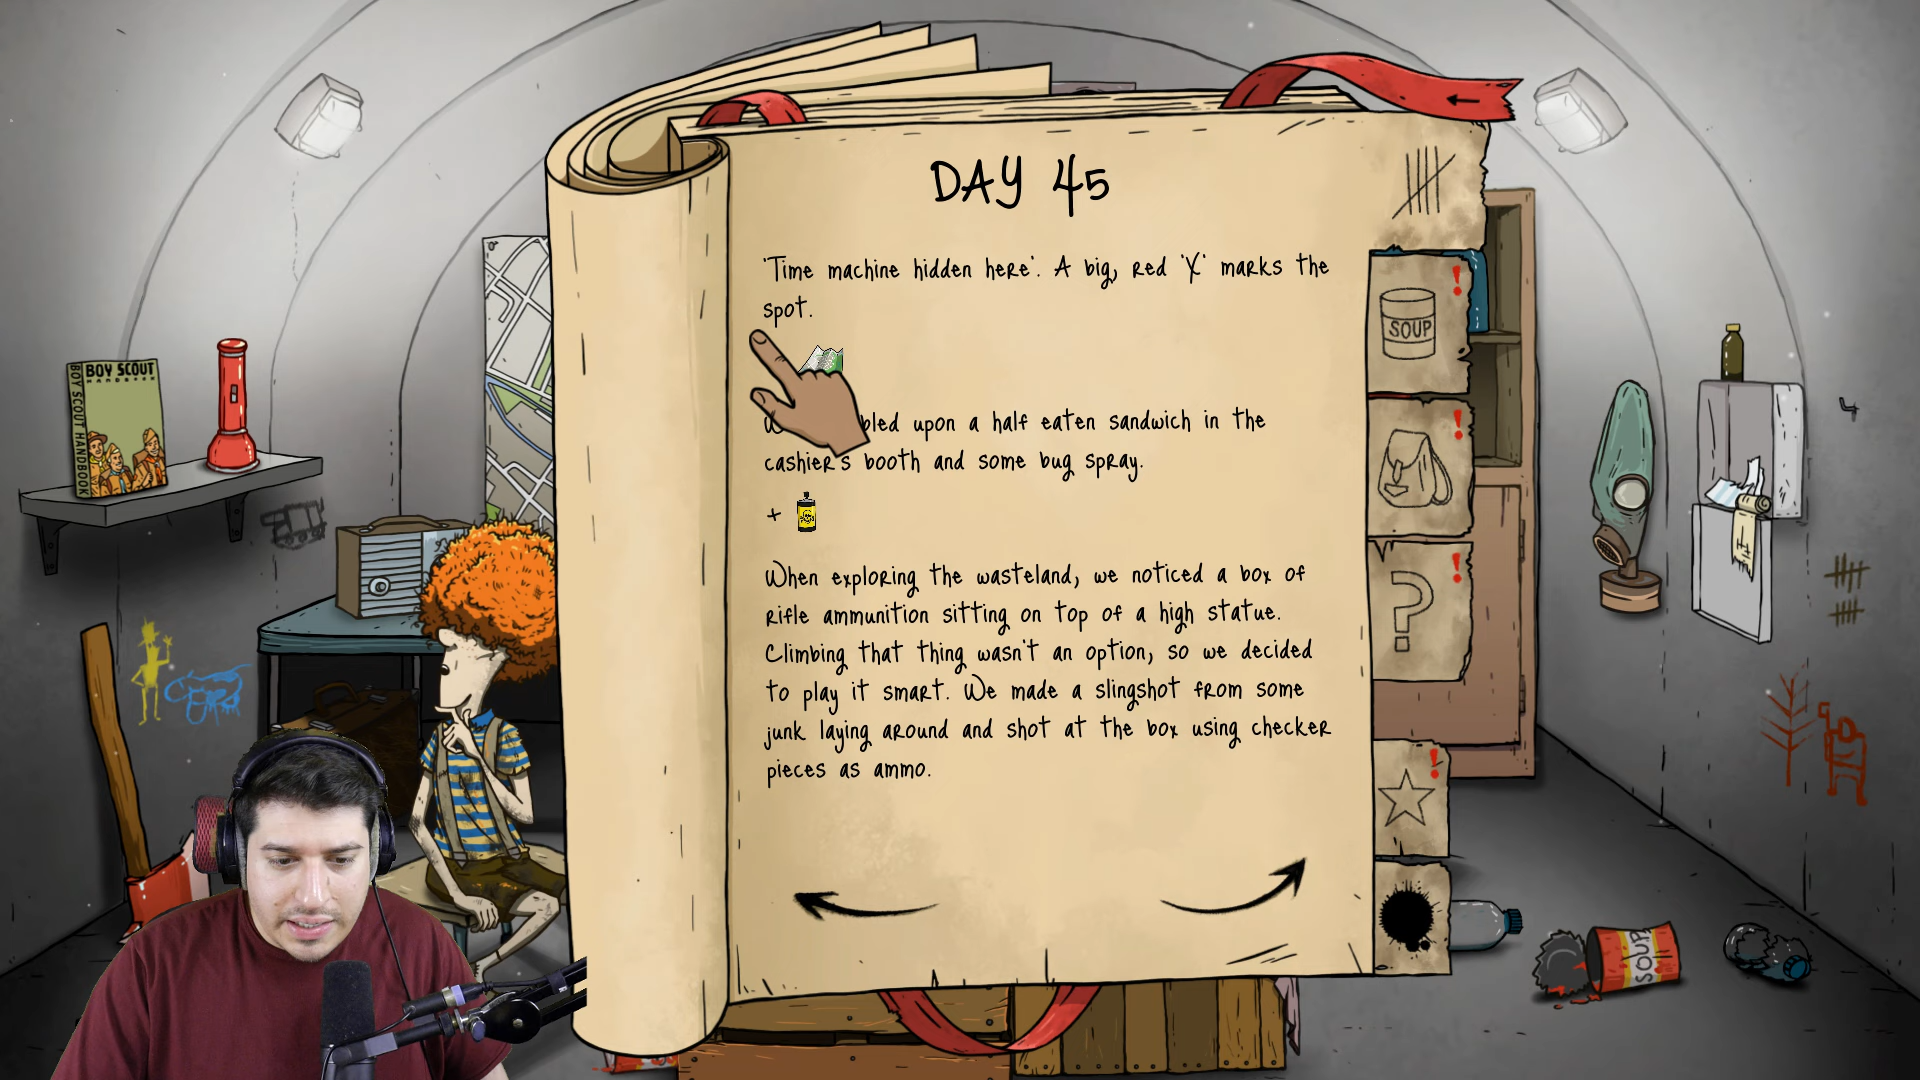 DAY 45
'Time machine hidden here'. A big, red 'X' marks the
spot.
upon a half eaten sandwich in the
cashier's booth and some bug spray.
+
When exploring the wasteland, we noticed a box of
rifle ammunition sitting on top of a high statue.
Climbing that thing wasn't an option, so we decided
to play it smart. We made a slingshot from some
junk laying around and shot at the box using checker
pieces as ammo.
SOUP
BOY SCOUT
HANDBOOK
BOY SCOUT HANDBOOK
SOUP